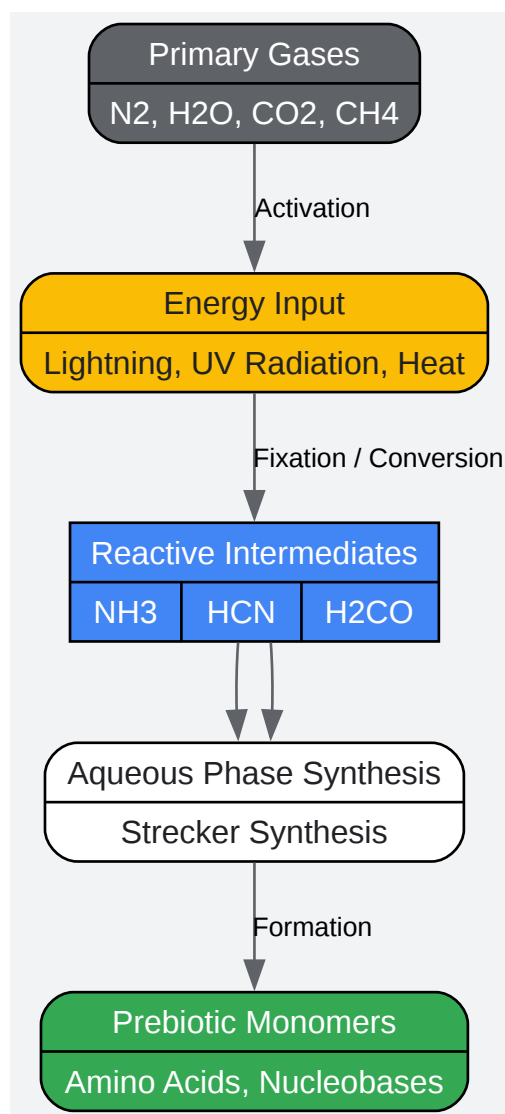 Primary Gases
N2, H2O, CO2, CH4
Activation
Energy Input
Lightning, UV Radiation, Heat
Fixation / Conversion
Reactive Intermediates
NH3 HCN H2CO
Aqueous Phase Synthesis
Strecker Synthesis
Formation
Prebiotic Monomers
Amino Acids, Nucleobases